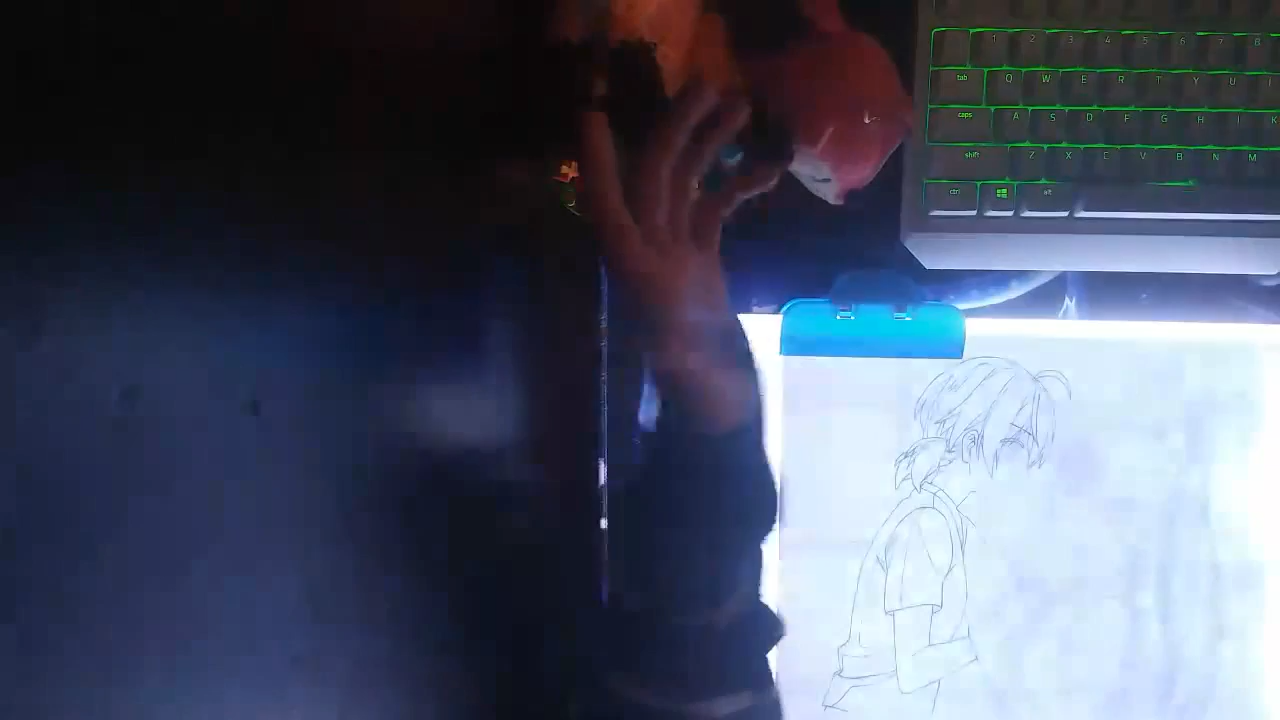 1 2 3 4 5 6 7 8
tab Q W E R T Y U I
caps A S D F G H J K
shift Z X C V B N M
ctrl alt